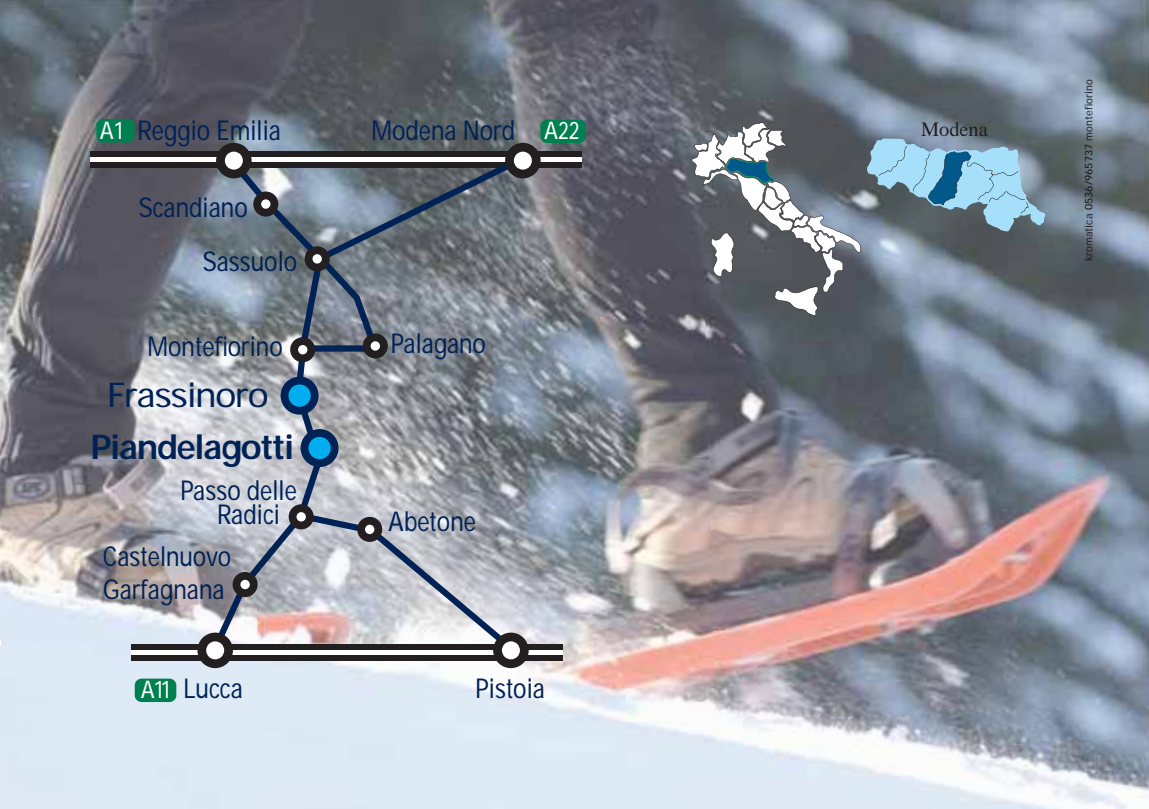 A1 Reggio Emilia
Modena Nord A22
Modena
kromatica 0536/965737 montefiorino
Scandiano
Sassuolo
Montefiorino
Palagano
Frassinoro
Piandelagotti
Passo delle
Radici
Abetone
Castelnuovo
Garfagnana
A11 Lucca
Pistoia